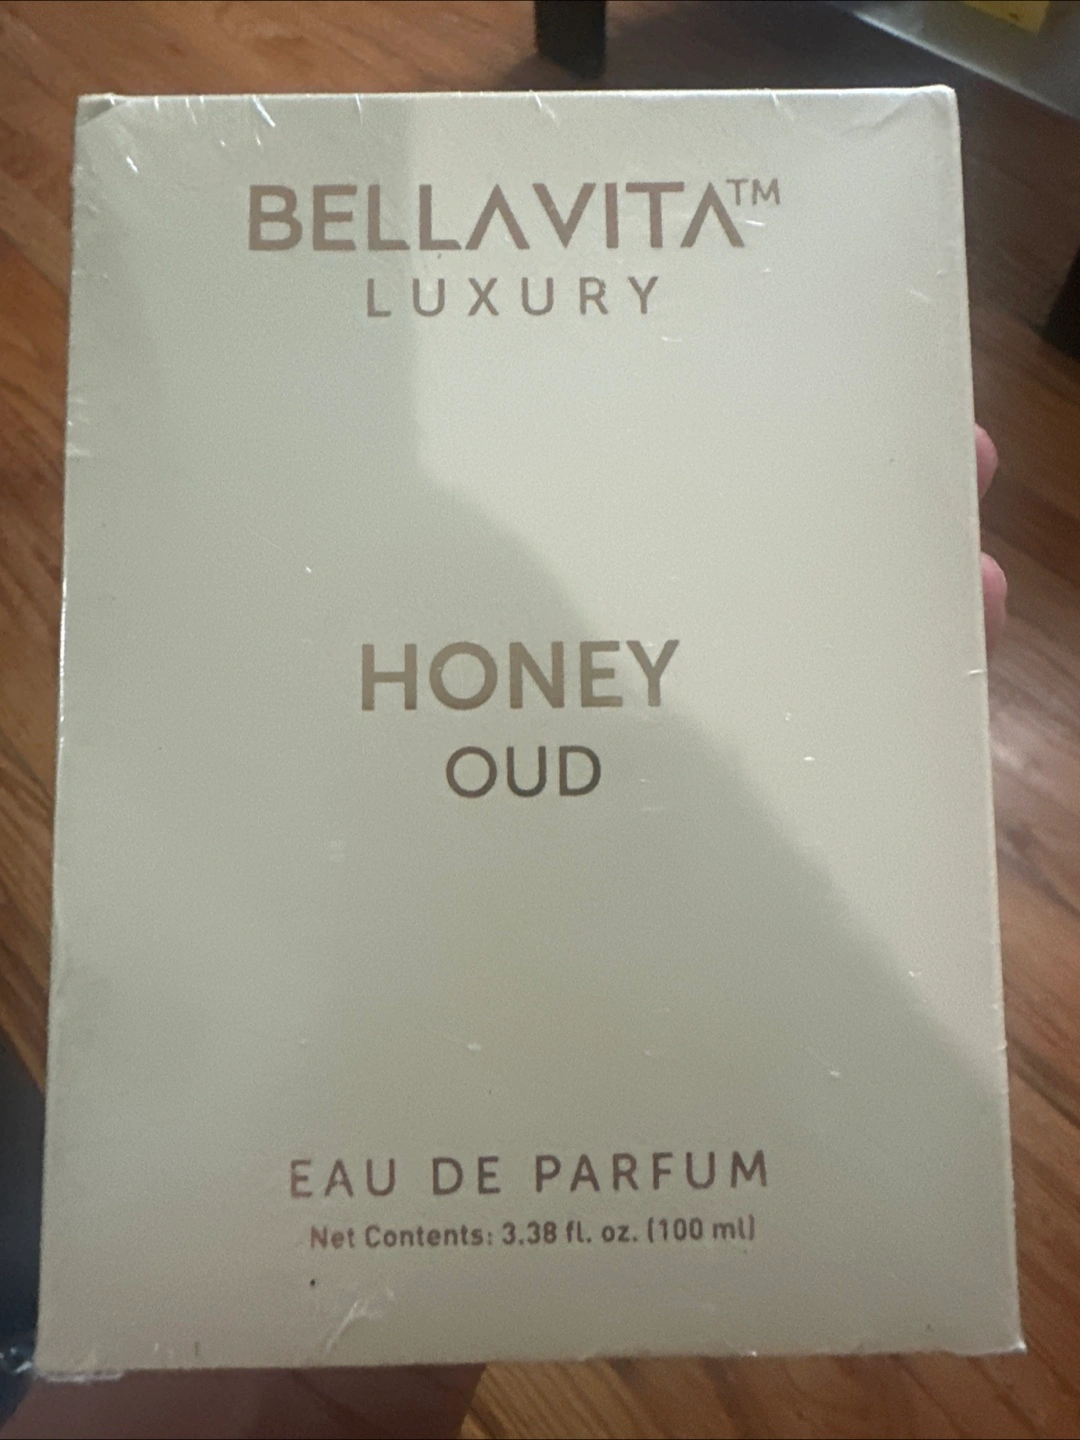 BELLAVITA™
LUXURY
HONEY
OUD
EAU DE PARFUM
Net Contents: 3.38 fl. oz. (100 ml)